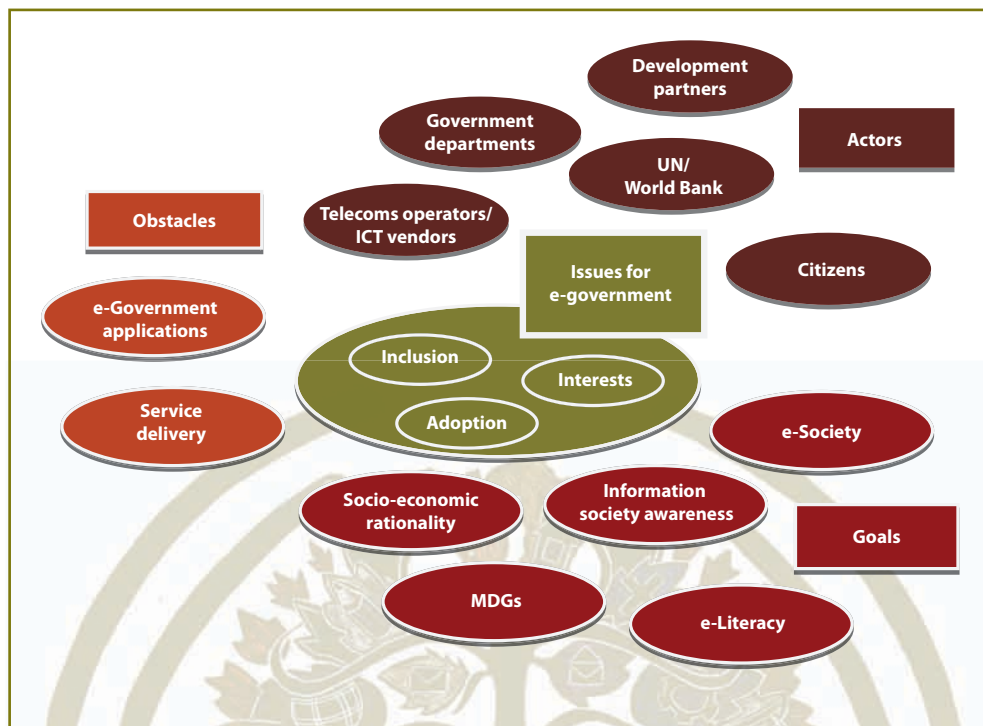 Development
partners
Government
departments
Actors
UN/
World Bank
Telecoms operators/
ICT vendors
Obstacles
Issues for
e-government
Citizens
e-Government
applications
Inclusion
Interests
Adoption
Service
delivery
e-Society
Socio-economic
rationality
Information
society awareness
Goals
MDGs
e-Literacy